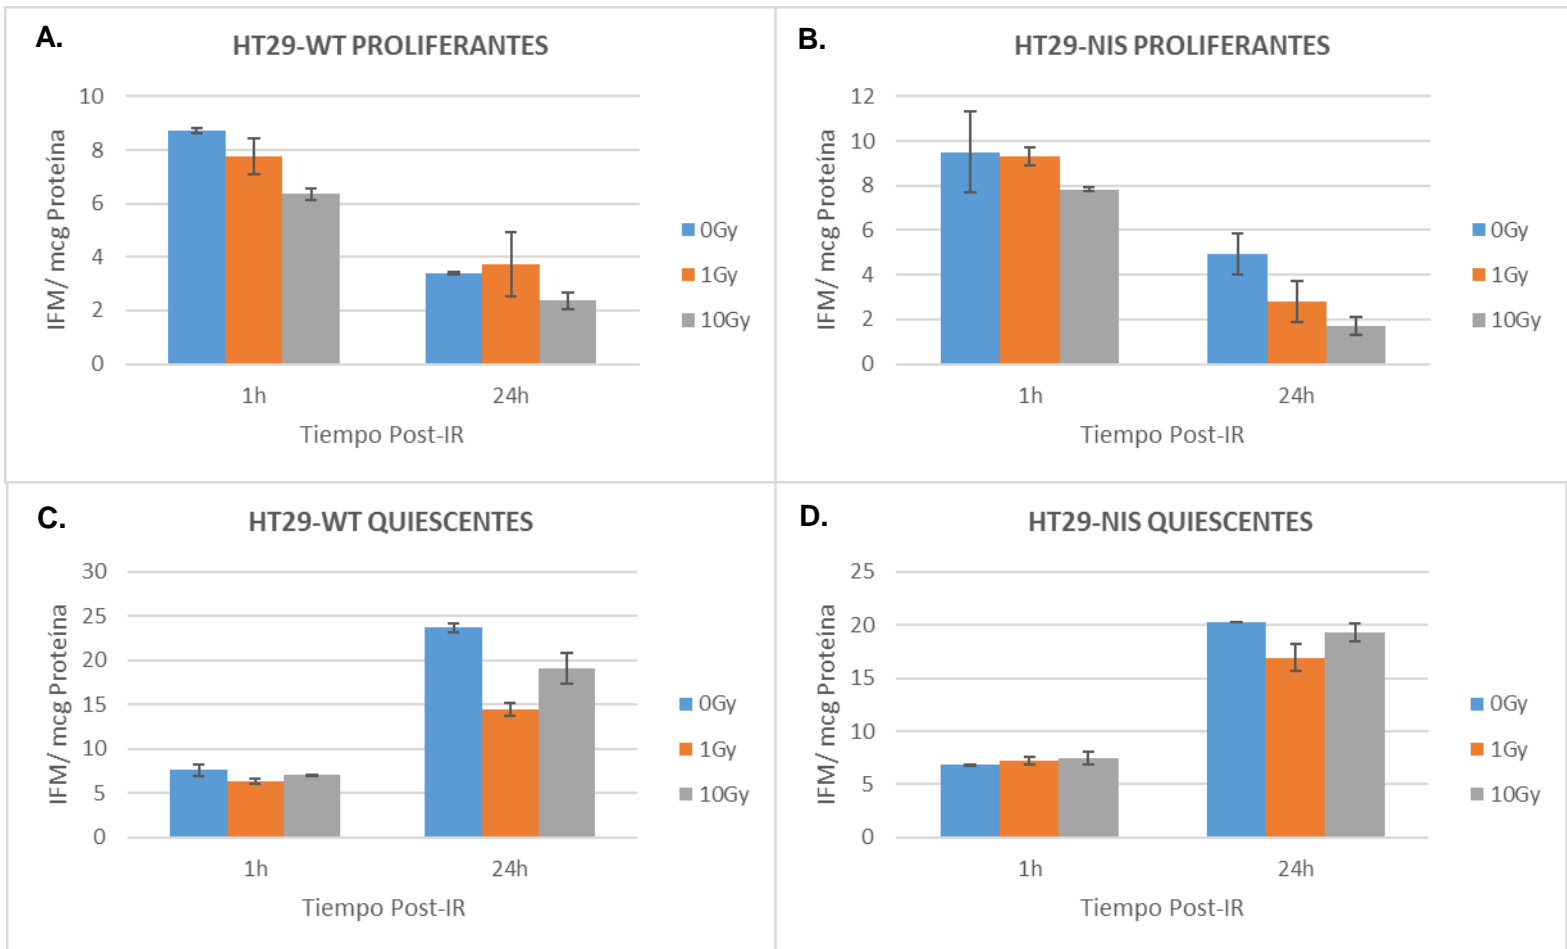 A.
HT29-WT PROLIFERANTES
IFM/ mcg Proteína
10
8
6
4
2
0
1h
24h
Tiempo Post-IR
0Gy
1Gy
10Gy
B.
HT29-NIS PROLIFERANTES
IFM/ mcg Proteína
12
10
8
6
4
2
0
1h
24h
Tiempo Post-IR
0Gy
1Gy
10Gy
C.
HT29-WT QUIESCENTES
IFM/ mcg Proteína
30
25
20
15
10
5
0
1h
24h
Tiempo Post-IR
0Gy
1Gy
10Gy
D.
HT29-NIS QUIESCENTES
IFM/ mcg Proteína
25
20
15
10
5
0
1h
24h
Tiempo Post-IR
0Gy
1Gy
10Gy